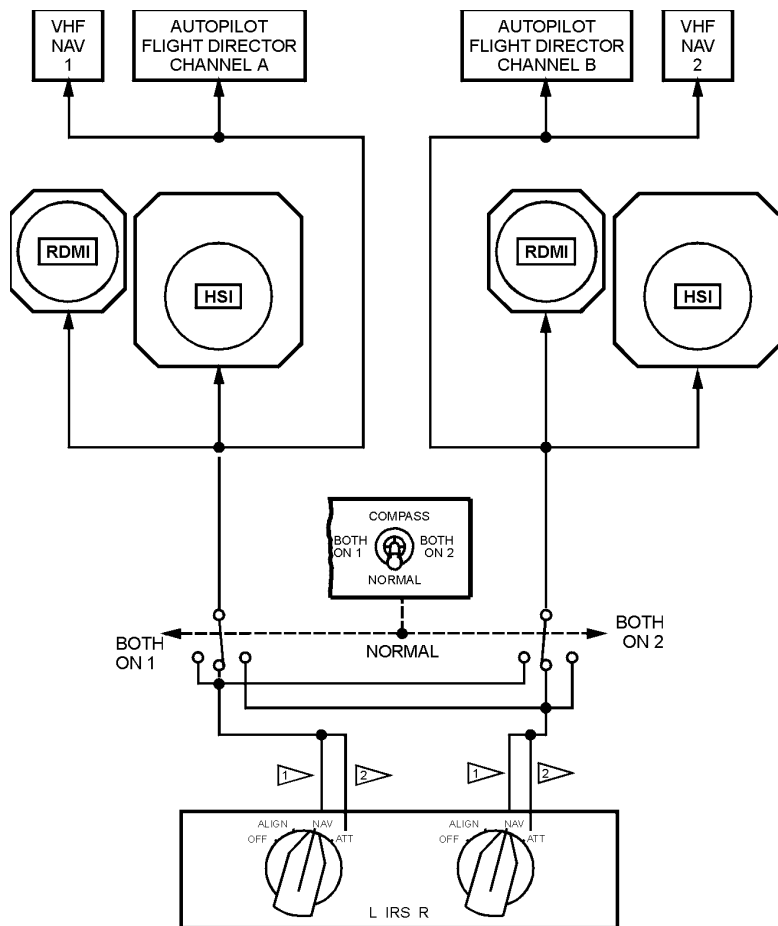 VHF
NAV
1
AUTOPILOT
FLIGHT DIRECTOR
CHANNEL A
AUTOPILOT
FLIGHT DIRECTOR
CHANNEL B
VHF
NAV
2
RDMI
HSI
RDMI
HSI
COMPASS
BOTH
ON 1
BOTH
ON 2
NORMAL
BOTH
ON 1
NORMAL
BOTH
ON 2
1
2
1
2
OFF
ALIGN
NAV
ATT
OFF
ALIGN
NAV
ATT
L IRS R